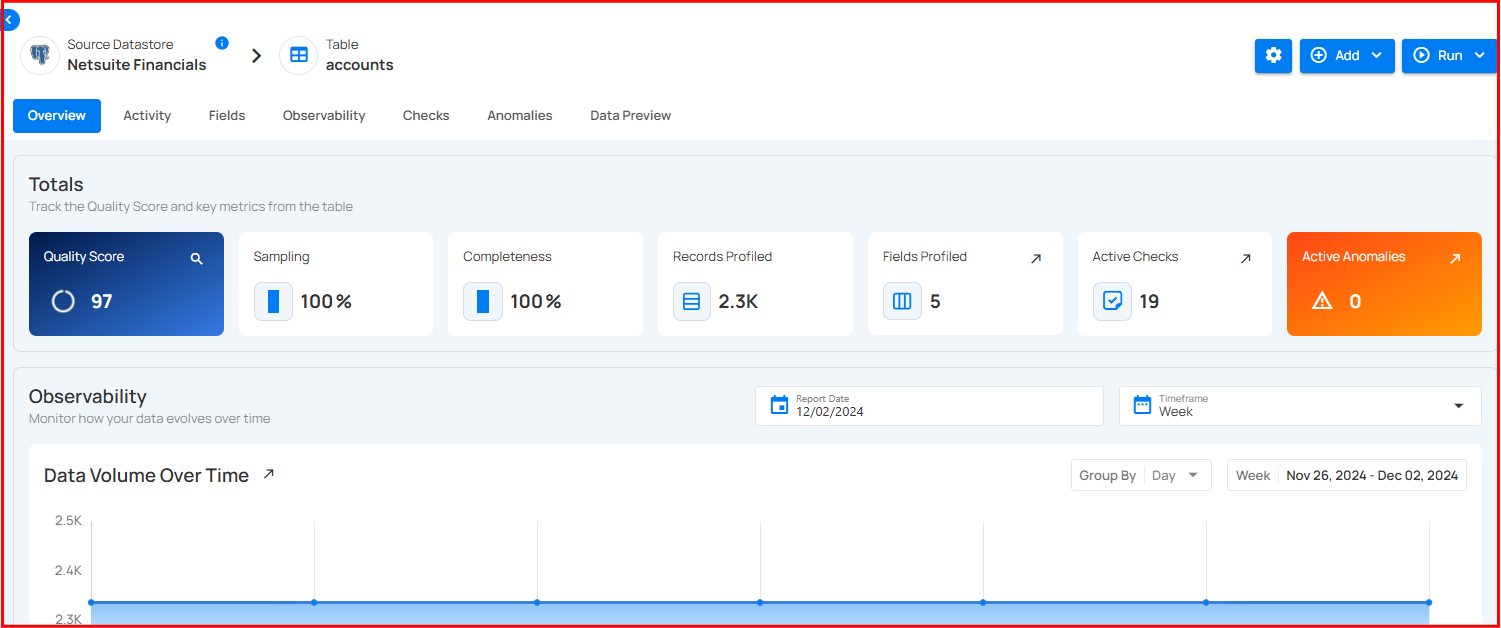 Source Datastore
Netsuite Financials
Table
accounts
Add
Run
Overview
Activity
Fields
Observability
Checks
Anomalies
Data Preview
Totals
Track the Quality Score and key metrics from the table
Quality Score
97
Sampling
100 %
Completeness
100 %
Records Profiled
2.3K
Fields Profiled
5
Active Checks
19
Active Anomalies
0
Observability
Monitor how your data evolves over time
Report Date
12/02/2024
Timeframe
Week
Data Volume Over Time
Group By Day
Week Nov 26, 2024 - Dec 02, 2024
2.5K
2.4K
2.3K